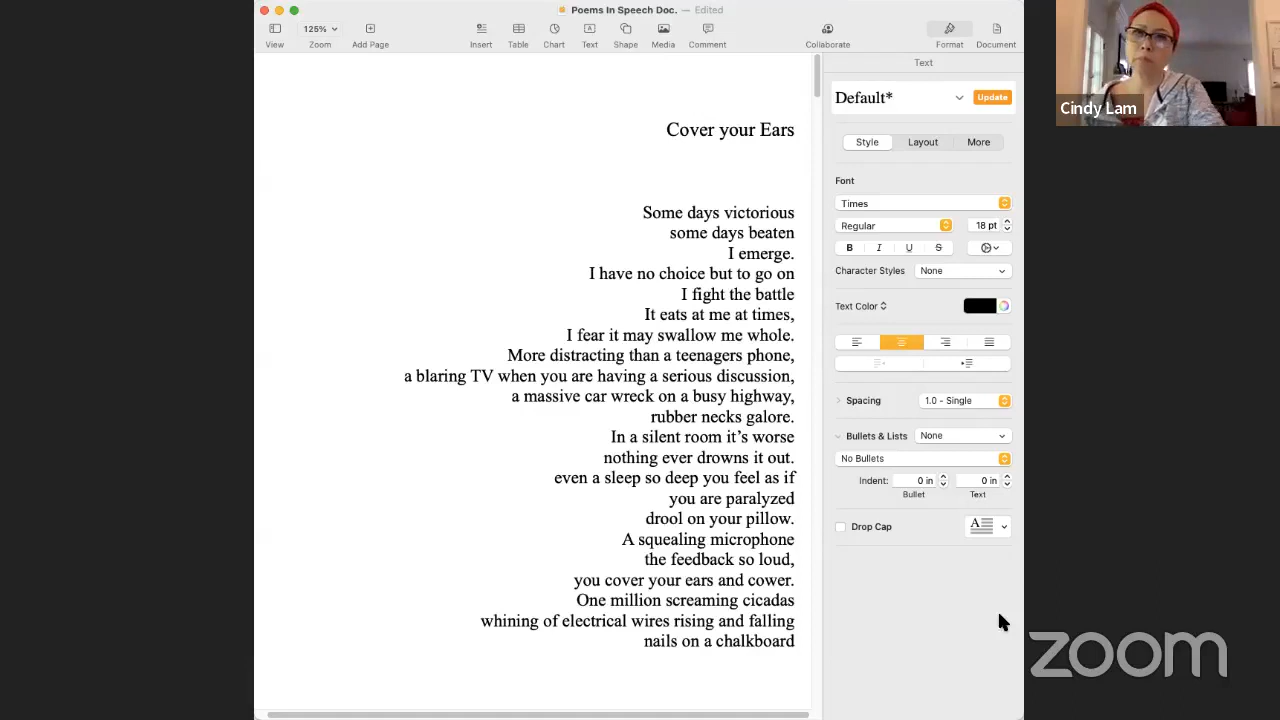 Poems In Speech Doc. — Edited
View
125%
Zoom
Add Page
Insert
Table
Chart
Text
Shape
Media
Comment
Collaborate
Format
Document
Cover your Ears
Some days victorious
some days beaten
I emerge.
I have no choice but to go on
I fight the battle
It eats at me at times,
I fear it may swallow me whole.
More distracting than a teenagers phone,
a blaring TV when you are having a serious discussion,
a massive car wreck on a busy highway,
rubber necks galore.
In a silent room it’s worse
nothing ever drowns it out.
even a sleep so deep you feel as if
you are paralyzed
drool on your pillow.
A squealing microphone
the feedback so loud,
you cover your ears and cower.
One million screaming cicadas
whining of electrical wires rising and falling
nails on a chalkboard
Text
Default*
Update
Style Layout More
Font
Times
Regular 18 pt
B I U S
Character Styles None
Text Color
Spacing 1.0 - Single
Bullets & Lists None
No Bullets
Indent: 0 in 0 in
Bullet Text
Drop Cap A
Cindy Lam
zoom